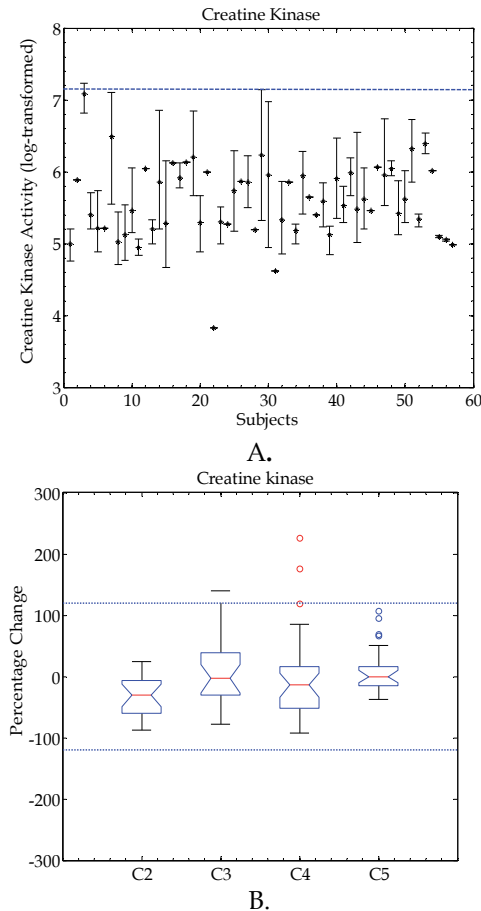 Creatine Kinase
Creatine Kinase Activity (log-transformed)
8
7
6
5
4
3
0 10 20 30 40 50 60
Subjects
A.
Creatine kinase
Percentage Change
300
200
100
0
-100
-200
-300
C2 C3 C4 C5
B.